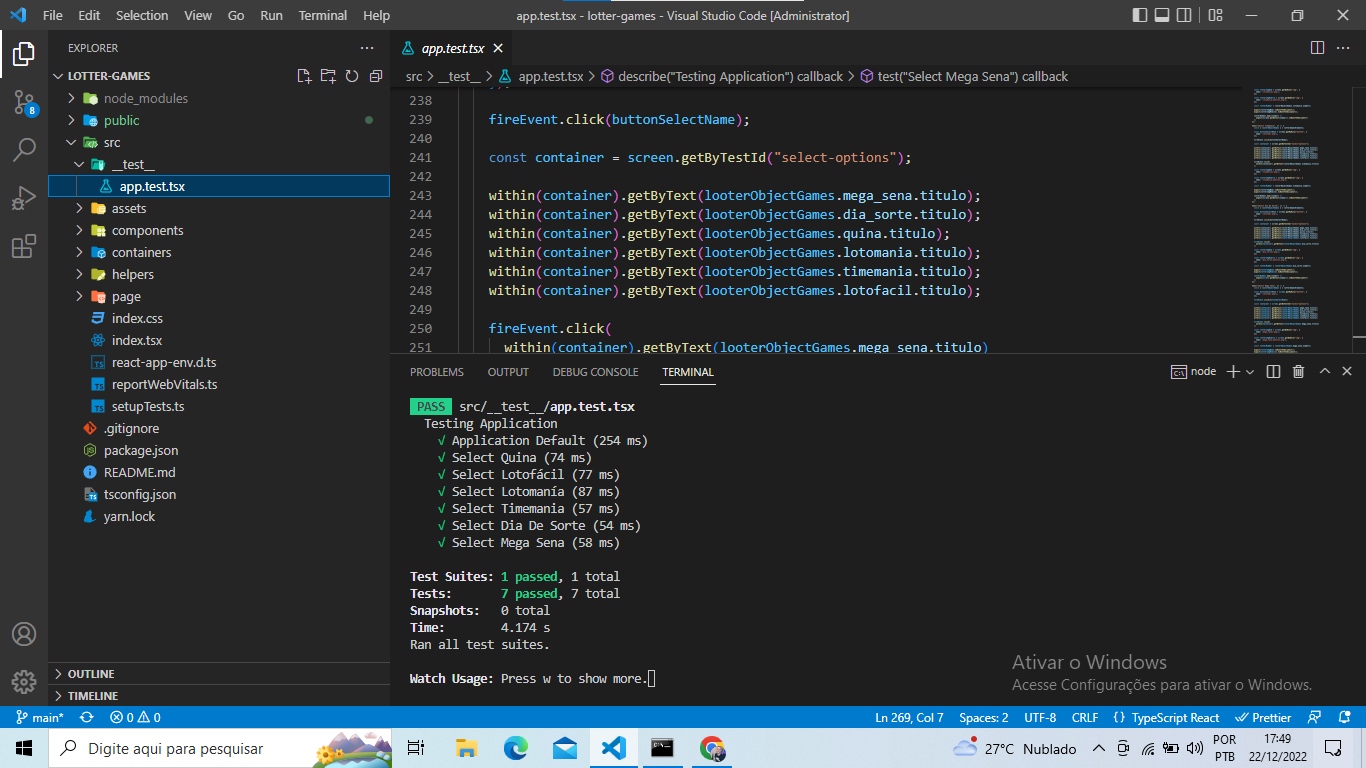 File Edit Selection View Go Run Terminal Help
app.test.tsx - lotter-games - Visual Studio Code [Administrator]
EXPLORER
LOTTER-GAMES
node_modules
public
src
__test__
app.test.tsx
assets
components
containers
helpers
page
index.css
index.tsx
react-app-env.d.ts
reportWebVitals.ts
setupTests.ts
.gitignore
package.json
README.md
tsconfig.json
yarn.lock
OUTLINE
TIMELINE
8
app.test.tsx
src > __test__ > app.test.tsx > describe("Testing Application") callback > test("Select Mega Sena") callback
238
239 fireEvent.click(buttonSelectName);
240
241 const container = screen.getByTestId("select-options");
242
243 within(container).getByText(looterObjectGames.mega_sena.titulo);
244 within(container).getByText(looterObjectGames.dia_sorte.titulo);
245 within(container).getByText(looterObjectGames.quina.titulo);
246 within(container).getByText(looterObjectGames.lotomania.titulo);
247 within(container).getByText(looterObjectGames.timemania.titulo);
248 within(container).getByText(looterObjectGames.lotofacil.titulo);
249
250 fireEvent.click(
251 within(container).getByText(looterObjectGames.mega_sena.titulo)
PROBLEMS OUTPUT DEBUG CONSOLE TERMINAL
node
PASS src/__test__/app.test.tsx
Testing Application
√ Application Default (254 ms)
√ Select Quina (74 ms)
√ Select Lotofácil (77 ms)
√ Select Lotomanía (87 ms)
√ Select Timemania (57 ms)
√ Select Dia De Sorte (54 ms)
√ Select Mega Sena (58 ms)
Test Suites: 1 passed, 1 total
Tests: 7 passed, 7 total
Snapshots: 0 total
Time: 4.174 s
Ran all test suites.
Watch Usage: Press w to show more.
Ativar o Windows
Acesse Configurações para ativar o Windows.
main* 0 0
Ln 269, Col 7 Spaces: 2 UTF-8 CRLF {} TypeScript React Prettier
Digite aqui para pesquisar
27°C Nublado
POR
PTB
17:49
22/12/2022